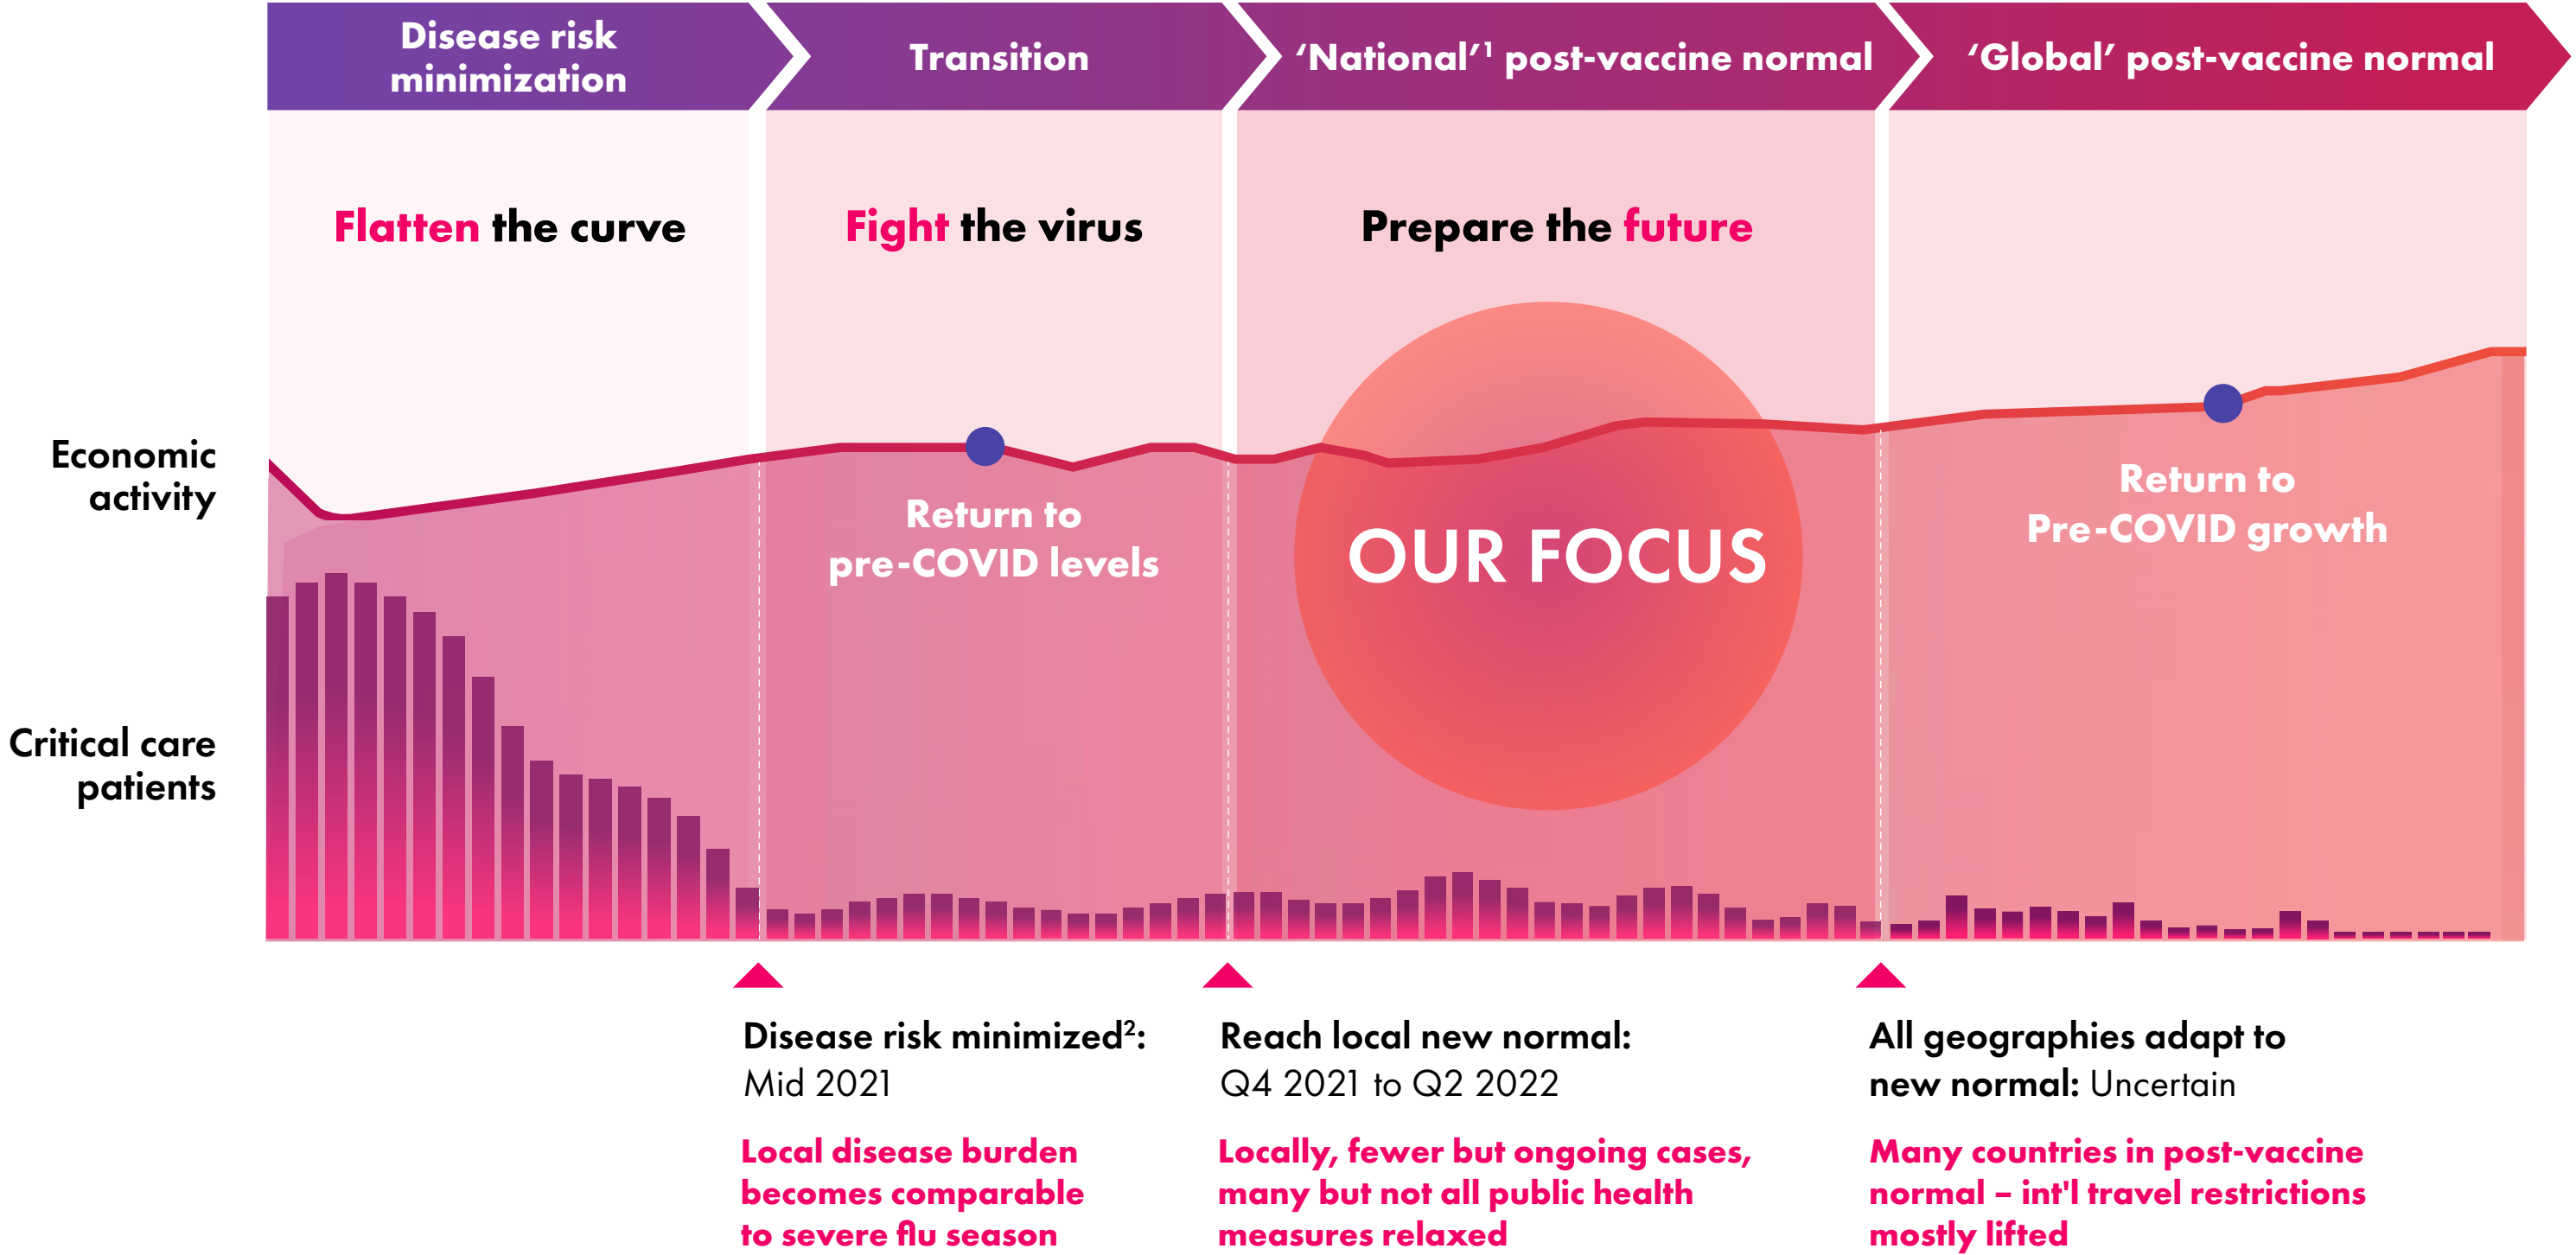 Disease risk
minimization
Transition
‘National’¹ post-vaccine normal
‘Global’ post-vaccine normal
Flatten the curve
Fight the virus
Prepare the future
Economic
activity
Return to
pre-COVID levels
OUR FOCUS
Return to
Pre-COVID growth
Critical care
patients
Disease risk minimized²:
Mid 2021
Local disease burden
becomes comparable
to severe flu season
Reach local new normal:
Q4 2021 to Q2 2022
Locally, fewer but ongoing cases,
many but not all public health
measures relaxed
All geographies adapt to
new normal: Uncertain
Many countries in post-vaccine
normal – int'l travel restrictions
mostly lifted